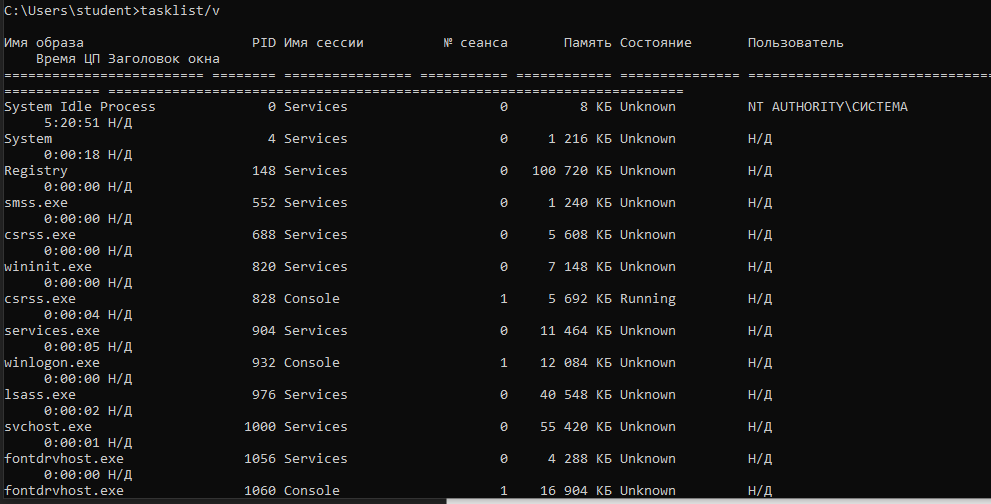 C:\Users\student>tasklist/v
Имя образа                     PID Имя сессии          № сеанса       Память Состояние       Пользователь
    Время ЦП Заголовок окна
========================= ======== ================ =========== ============ =============== ===============================
============ ========================================================================
System Idle Process              0 Services                   0         8 КБ Unknown         NT AUTHORITY\СИСТЕМА
     5:20:51 Н/Д
System                           4 Services                   0     1 216 КБ Unknown         Н/Д
     0:00:18 Н/Д
Registry                       148 Services                   0   100 720 КБ Unknown         Н/Д
     0:00:00 Н/Д
smss.exe                       552 Services                   0     1 240 КБ Unknown         Н/Д
     0:00:00 Н/Д
csrss.exe                      688 Services                   0     5 608 КБ Unknown         Н/Д
     0:00:00 Н/Д
wininit.exe                    820 Services                   0     7 148 КБ Unknown         Н/Д
     0:00:00 Н/Д
csrss.exe                      828 Console                    1     5 692 КБ Running         Н/Д
     0:00:04 Н/Д
services.exe                   904 Services                   0    11 464 КБ Unknown         Н/Д
     0:00:05 Н/Д
winlogon.exe                   932 Console                    1    12 084 КБ Unknown         Н/Д
     0:00:00 Н/Д
lsass.exe                      976 Services                   0    40 548 КБ Unknown         Н/Д
     0:00:02 Н/Д
svchost.exe                   1000 Services                   0    55 420 КБ Unknown         Н/Д
     0:00:01 Н/Д
fontdrvhost.exe               1056 Services                   0     4 288 КБ Unknown         Н/Д
     0:00:00 Н/Д
fontdrvhost.exe               1060 Console                    1    16 904 КБ Unknown         Н/Д